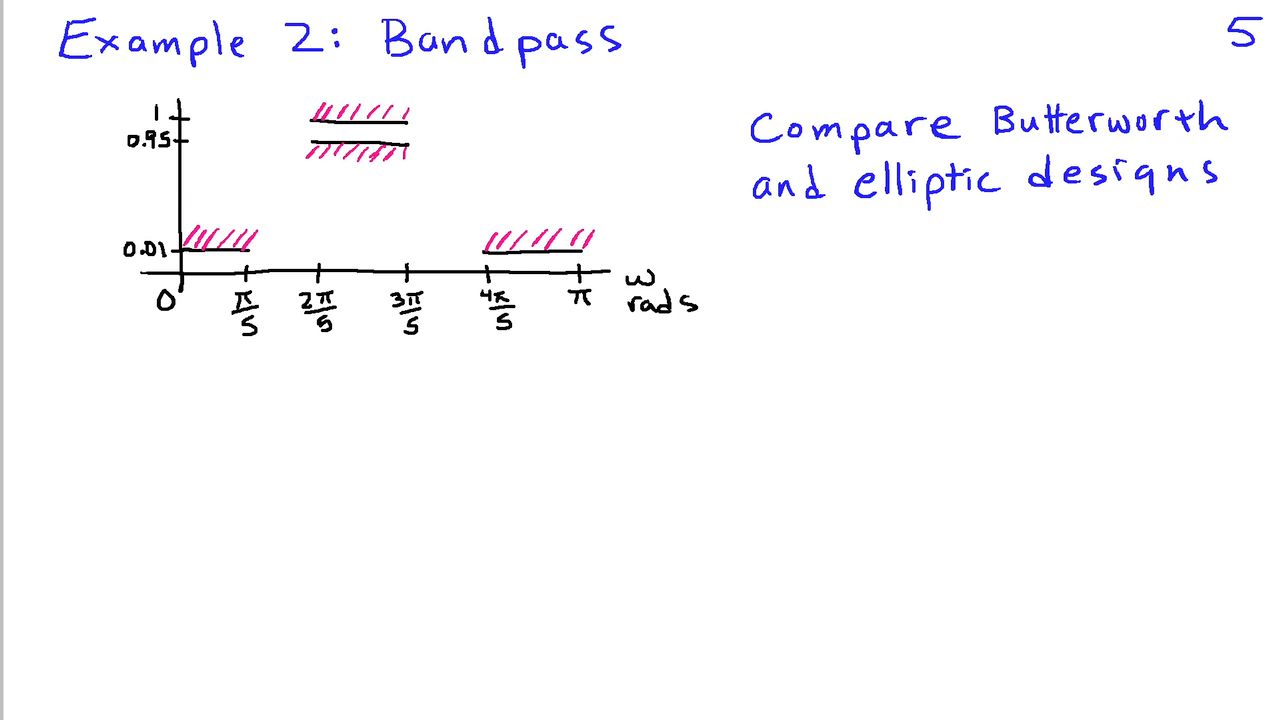 Example 2: Bandpass
5
Compare Butterworth
and elliptic designs
1
0.95
0.01
0
π/5
2π/5
3π/5
4π/5
π
ω
rads